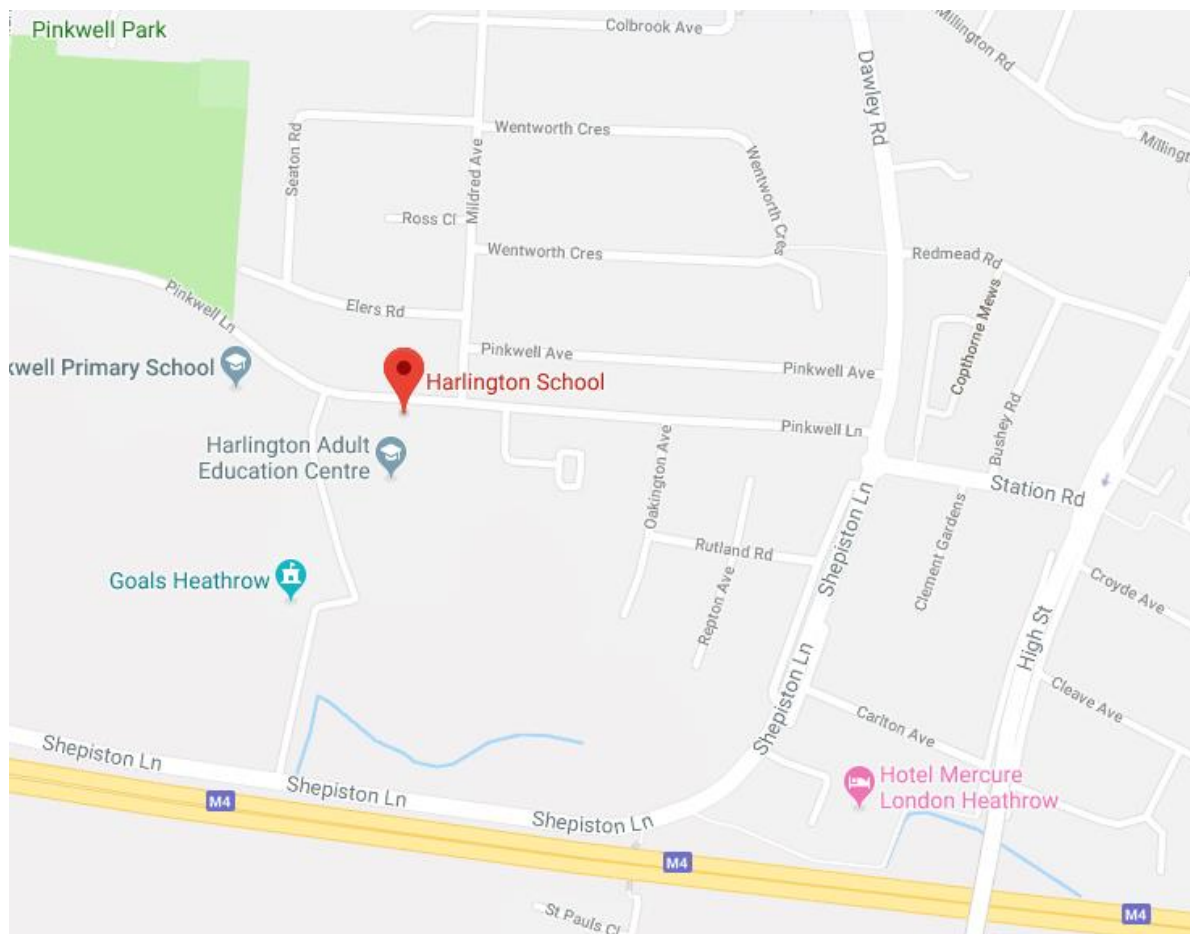 Pinkwell Park
Colbrook Ave
Millington Rd
Dawley Rd
Millingt
Wentworth Cres
Seaton Rd
Mildred Ave
Wentworth Cres
Ross Cl
Wentworth Cres
Redmead Rd
Pinkwell Ln
Elers Rd
Copthorne Mews
kwell Primary School
Pinkwell Ave
Pinkwell Ave
Harlington School
Bushey Rd
Pinkwell Ln
Harlington Adult
Education Centre
Oakington Ave
Station Rd
Shepiston Ln
Clement Gardens
Rutland Rd
Goals Heathrow
Repton Ave
Croyde Ave
High St
Cleave Ave
Shepiston Ln
Carlton Ave
Shepiston Ln
Shepiston Ln
M4
Hotel Mercure
London Heathrow
Shepiston Ln
M4
St Pauls Cl
M4